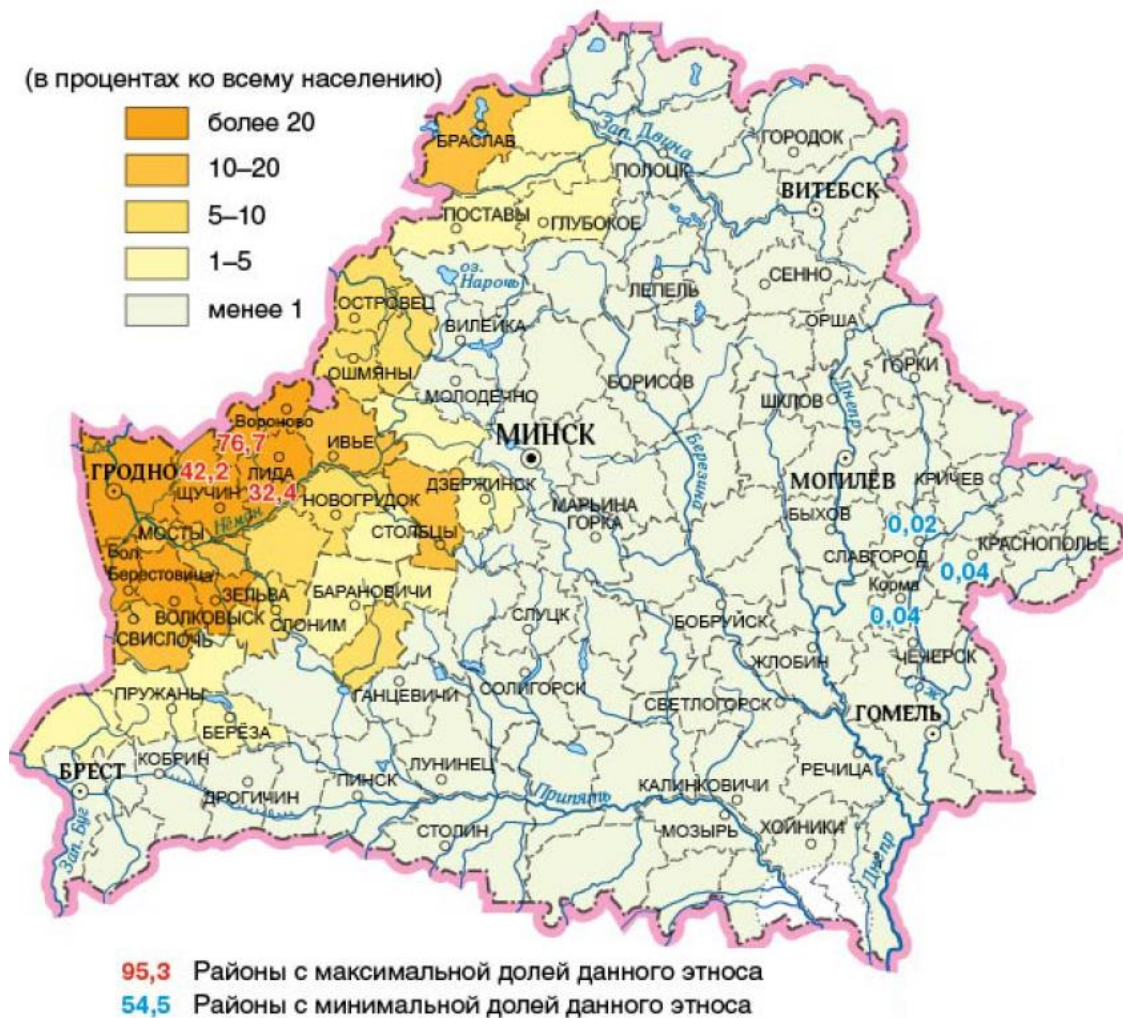 (в процентах ко всему населению)
более 20
10–20
5–10
1–5
менее 1
БРАСЛАВ
Зап. Двина
ПОЛОЦК
ГОРОДОК
ВИТЕБСК
ПОСТАВЫ
ГЛУБОКОЕ
оз. Нарочь
ЛЕПЕЛЬ
СЕННО
ОСТРОВЕЦ
ВИЛЕЙКА
ОРША
ОШМЯНЫ
МОЛОДЕЧНО
БОРИСОВ
ГОРКИ
ШКЛОВ
Днепр
Вороново
76,7
ИВЬЕ
МИНСК
Березина
ГРОДНО
42,2
ЛИДА
ЩУЧИН
32,4
НОВОГРУДОК
ДЗЕРЖИНСК
МОГИЛЁВ
КРИЧЕВ
Нёман
МОСТЫ
СТОЛБЦЫ
МАРЬИНА
ГОРКА
БЫХОВ
0,02
СЛАВГОРОД
КРАСНОПОЛЬЕ
0,04
Вол.
Берестовица
ЗЕЛЬВА
БАРАНОВИЧИ
Корма
0,04
ВОЛКОВЫСК
СВИСЛОЧЬ
СЛОНИМ
СЛУЦК
БОБРУЙСК
ЖЛОБИН
ЧЕЧЕРСК
Сож
ПРУЖАНЫ
ГАНЦЕВИЧИ
СОЛИГОРСК
СВЕТЛОГОРСК
ГОМЕЛЬ
БЕРЁЗА
БРЕСТ
КОБРИН
ДРОГИЧИН
ПИНСК
ЛУНИНЕЦ
РЕЧИЦА
Припять
КАЛИНКОВИЧИ
СТОЛИН
МОЗЫРЬ
ХОЙНИКИ
Зап. Буг
Днепр
95,3 Районы с максимальной долей данного этноса
54,5 Районы с минимальной долей данного этноса